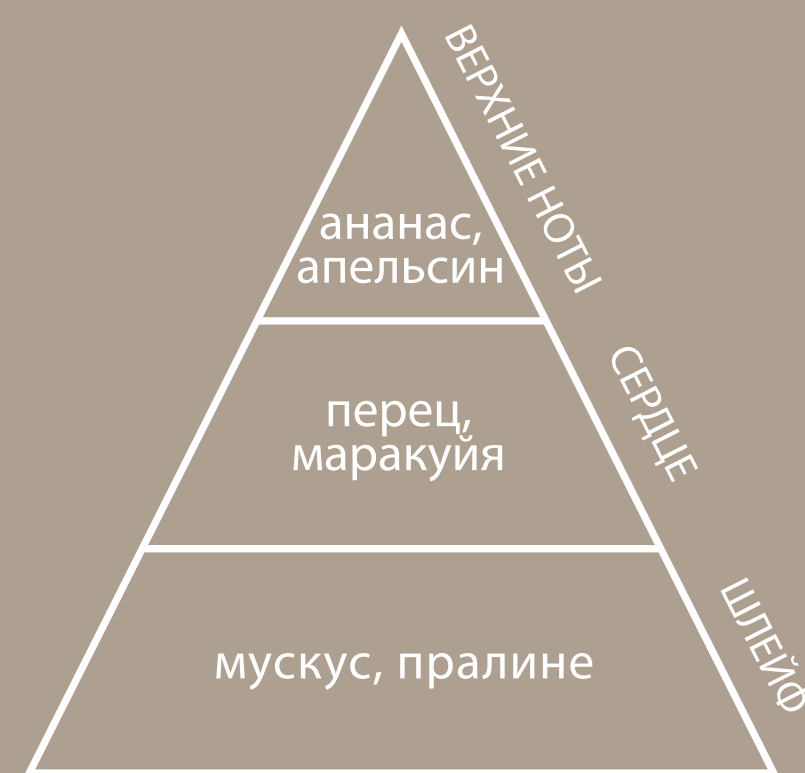 ВЕРХНИЕ НОТЫ
ананас,
апельсин
СЕРДЦЕ
перец,
маракуйя
ШЛЕЙФ
мускус, пралине